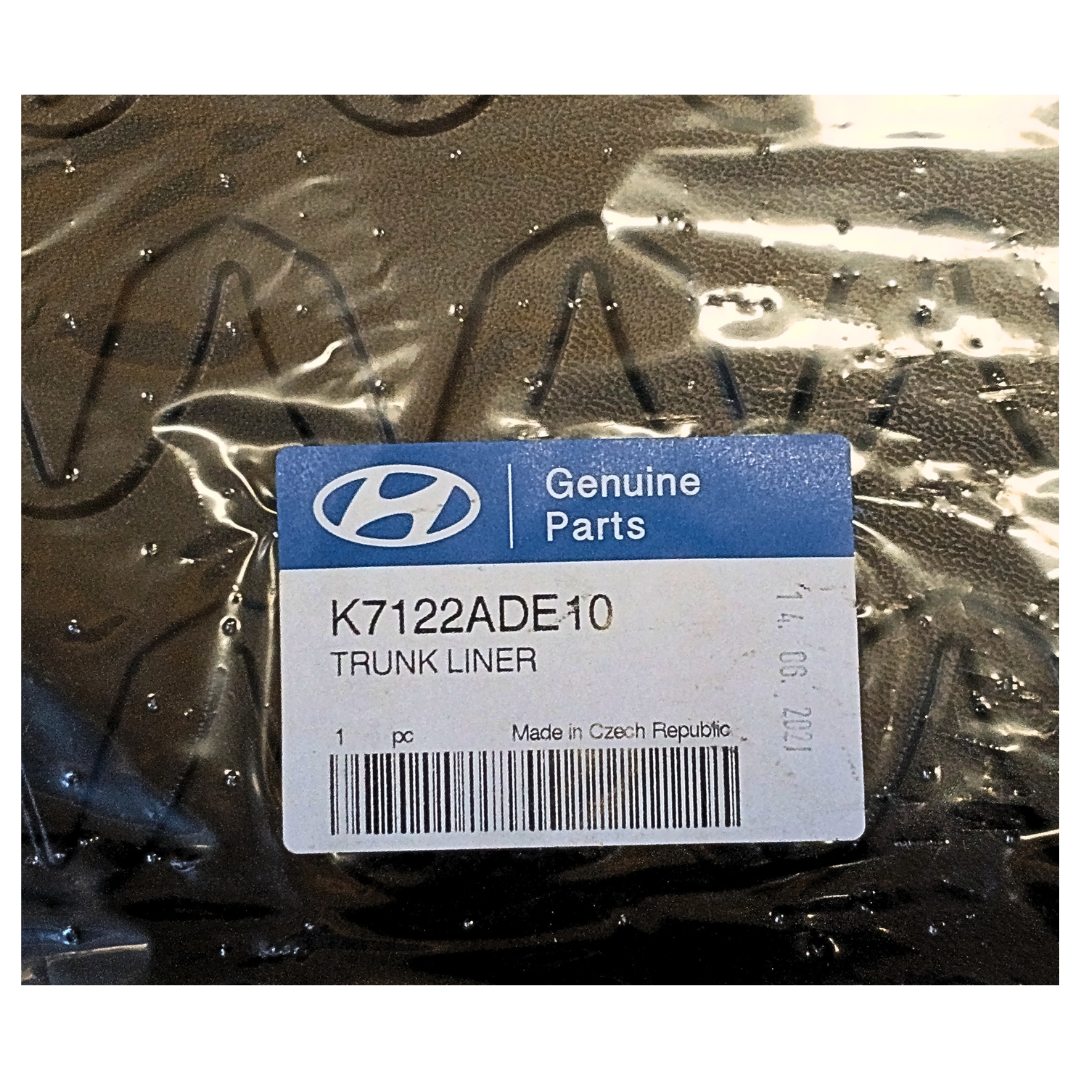 Genuine
Parts
K7122ADE10
TRUNK LINER
1 pc Made in Czech Republic
14. 06. 2021